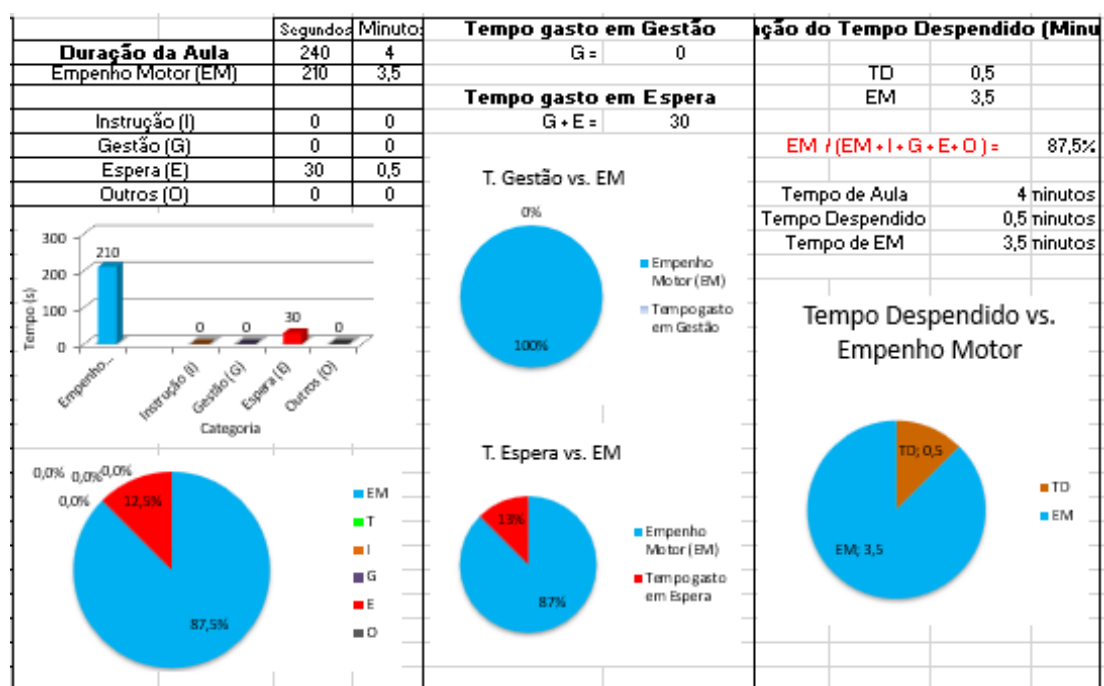 Segundos Minutos
Duração da Aula 240 4
Empenho Motor (EM) 210 3,5
Instrução (I) 0 0
Gestão (G) 0 0
Espera (E) 30 0,5
Outros (O) 0 0
300
200
100
0
Tempo (s)
210
0
0
30
0
Empenho...
Instrução (I)
Gestão (G)
Espera (E)
Outros (O)
Categoria
0,0% 0,0% 0,0%
0,0%
12,5%
87,5%
EM
T
I
G
E
O
Tempo gasto em Gestão
G = 0
Tempo gasto em Espera
G + E = 30
T. Gestão vs. EM
0%
100%
Empenho
Motor (EM)
Tempo gasto
em Gestão
T. Espera vs. EM
13%
87%
Empenho
Motor (EM)
Tempo gasto
em Espera
ção do Tempo Despendido (Minu
TD 0,5
EM 3,5
EM / (EM + I + G + E + O ) = 87,5%
Tempo de Aula 4 minutos
Tempo Despendido 0,5 minutos
Tempo de EM 3,5 minutos
Tempo Despendido vs.
Empenho Motor
TD; 0,5
EM; 3,5
TD
EM